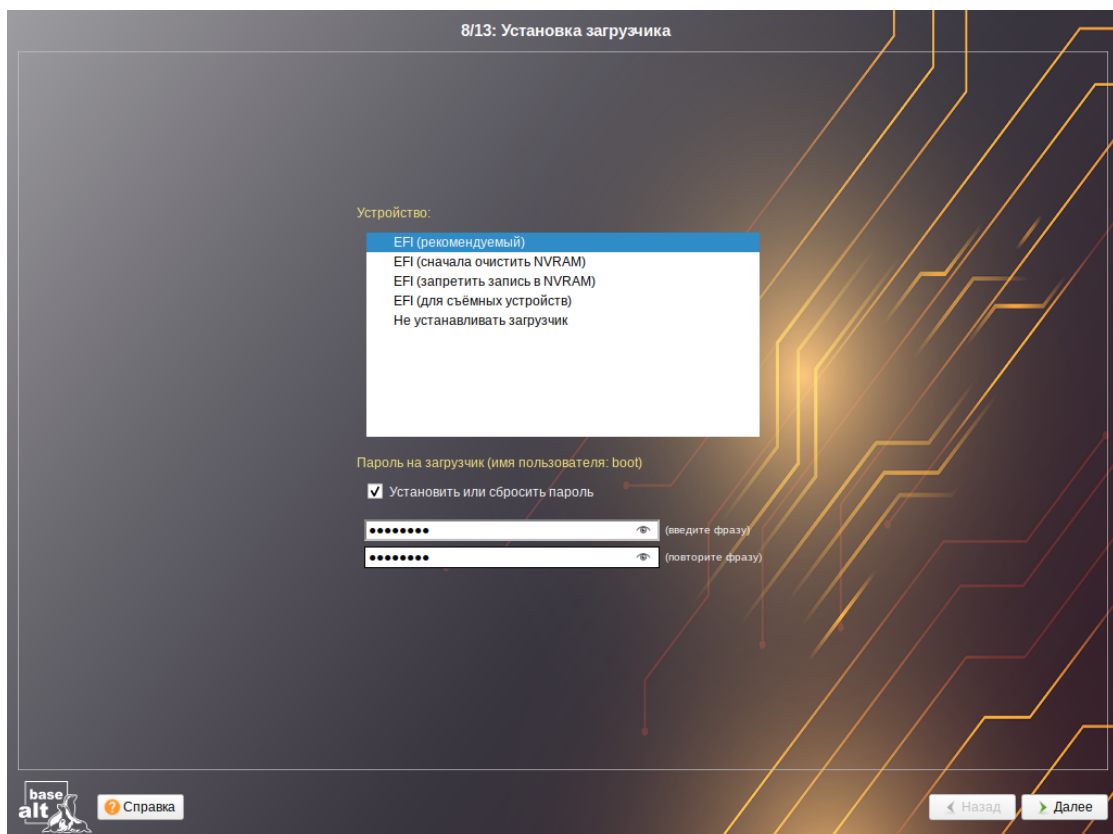 8/13: Установка загрузчика
Устройство:
EFI (рекомендуемый)
EFI (сначала очистить NVRAM)
EFI (запретить запись в NVRAM)
EFI (для съёмных устройств)
Не устанавливать загрузчик
Пароль на загрузчик (имя пользователя: boot)
Установить или сбросить пароль
●●●●●●●● (введите фразу)
●●●●●●●● (повторите фразу)
base
alt
Справка
Назад
Далее